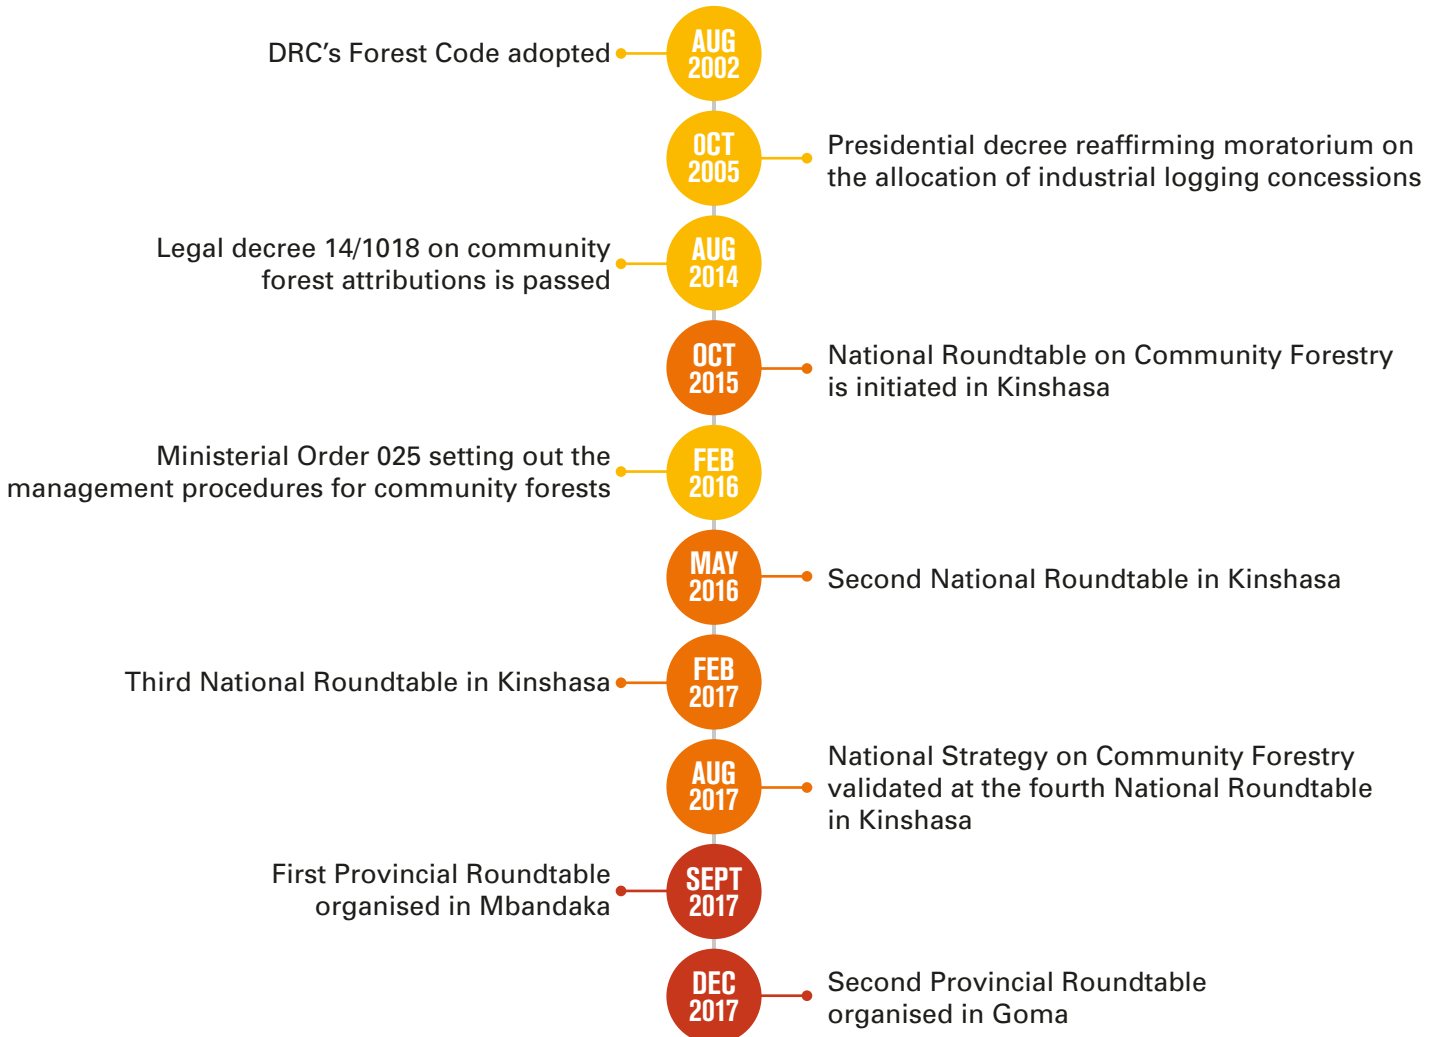 DRC’s Forest Code adopted
AUG
2002
OCT
2005
Presidential decree reaffirming moratorium on
the allocation of industrial logging concessions
Legal decree 14/1018 on community
forest attributions is passed
AUG
2014
OCT
2015
National Roundtable on Community Forestry
is initiated in Kinshasa
Ministerial Order 025 setting out the
management procedures for community forests
FEB
2016
MAY
2016
Second National Roundtable in Kinshasa
Third National Roundtable in Kinshasa
FEB
2017
AUG
2017
National Strategy on Community Forestry
validated at the fourth National Roundtable
in Kinshasa
First Provincial Roundtable
organised in Mbandaka
SEPT
2017
DEC
2017
Second Provincial Roundtable
organised in Goma